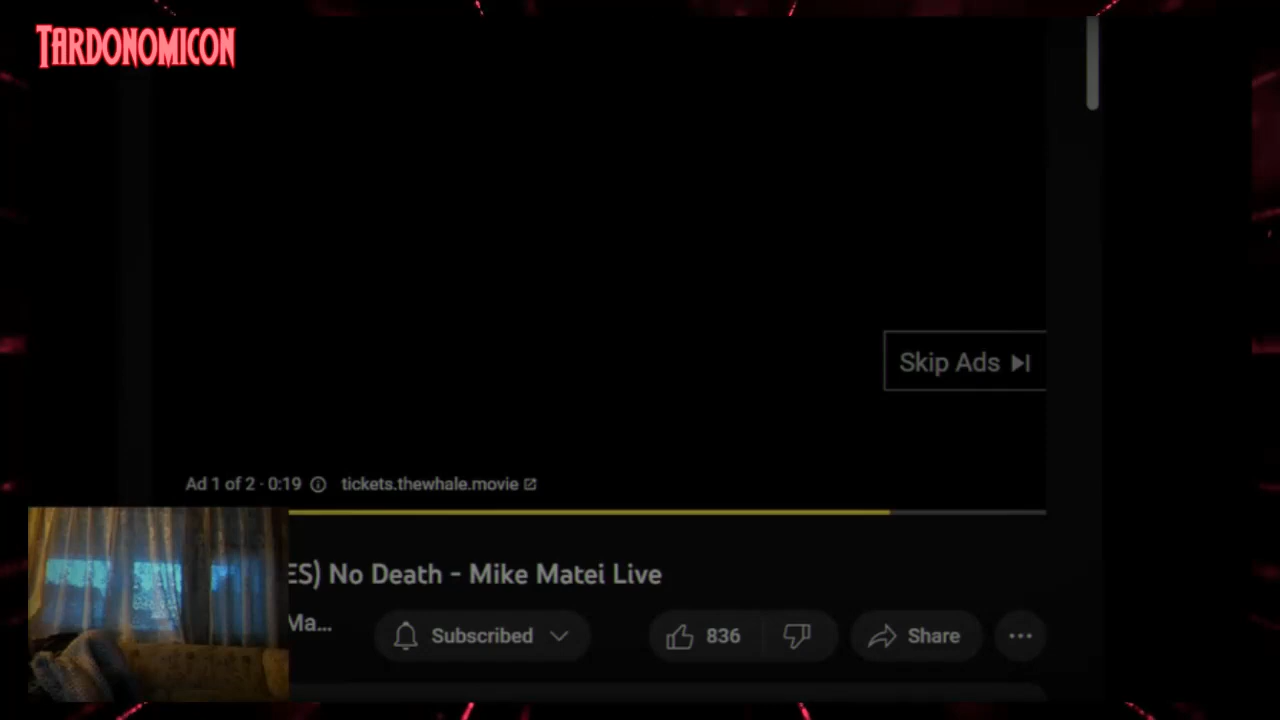 TARDONOMICON
Skip Ads
Ad 1 of 2 · 0:19 tickets.thewhale.movie
ES) No Death - Mike Matei Live
Ma...
Subscribed
836
Share